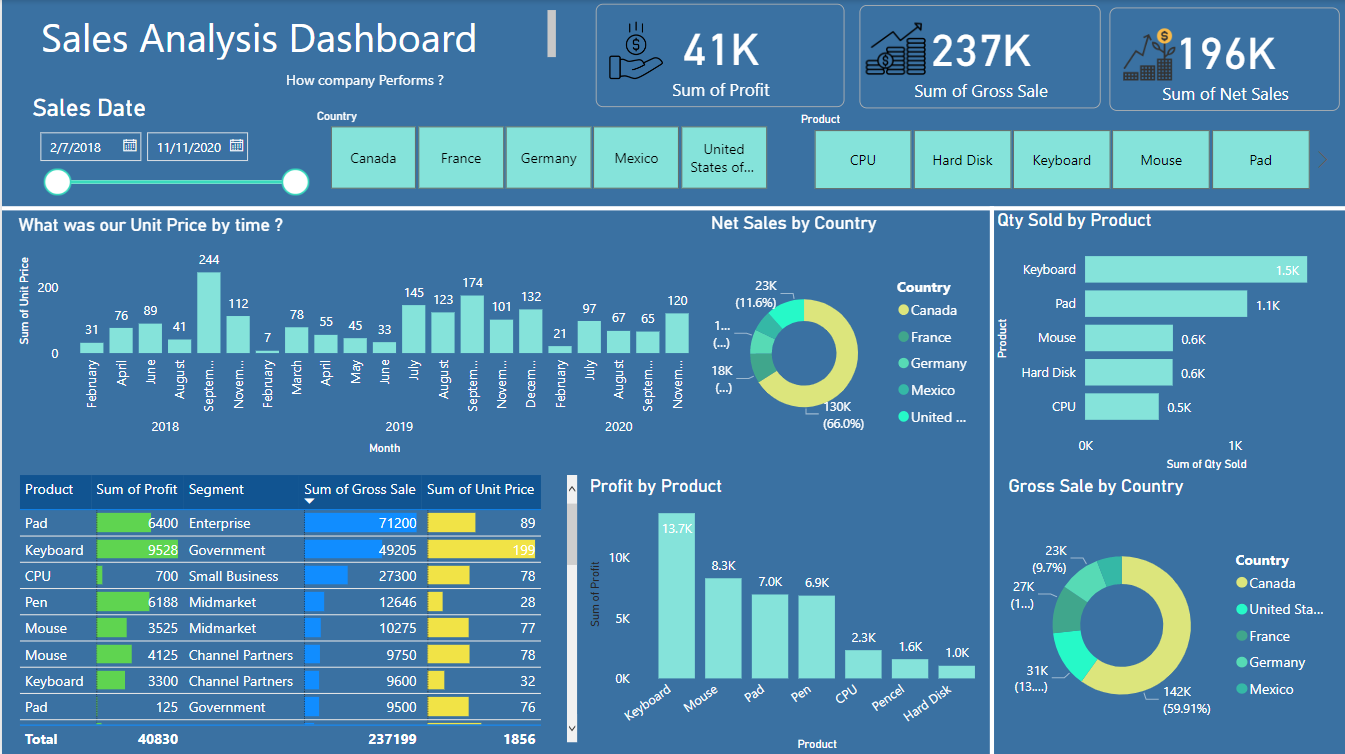 Sales Analysis Dashboard
How company Performs ?
41K
Sum of Profit
237K
Sum of Gross Sale
196K
Sum of Net Sales
Sales Date
2/7/2018
11/11/2020
Country
Canada
France
Germany
Mexico
United
States of...
Product
CPU
Hard Disk
Keyboard
Mouse
Pad
What was our Unit Price by time ?
Sum of Unit Price
200
0
31
76
89
41
244
112
7
78
55
45
33
145
123
174
101
132
21
97
67
65
120
February
April
June
August
Septem...
Novem...
February
March
April
May
June
July
August
Septem...
Novem...
Decem...
February
July
August
Septem...
Novem...
2018
2019
2020
Month
Net Sales by Country
23K
(11.6%)
1...
(...)
18K
(...)
130K
(66.0%)
Country
Canada
France
Germany
Mexico
United ...
Qty Sold by Product
Product
Keyboard 1.5K
Pad 1.1K
Mouse 0.6K
Hard Disk 0.6K
CPU 0.5K
0K 1K
Sum of Qty Sold
Product Sum of Profit Segment Sum of Gross Sale Sum of Unit Price
Pad 6400 Enterprise 71200 89
Keyboard 9528 Government 49205 199
CPU 700 Small Business 27300 78
Pen 6188 Midmarket 12646 28
Mouse 3525 Midmarket 10275 77
Mouse 4125 Channel Partners 9750 78
Keyboard 3300 Channel Partners 9600 32
Pad 125 Government 9500 76
Total 40830 237199 1856
Profit by Product
Sum of Profit
10K
5K
0K
13.7K
8.3K
7.0K
6.9K
2.3K
1.6K
1.0K
Keyboard
Mouse
Pad
Pen
CPU
Pencel
Hard Disk
Product
Gross Sale by Country
23K
(9.7%)
27K
(1...)
31K
(13....)
142K
(59.91%)
Country
Canada
United Sta...
France
Germany
Mexico